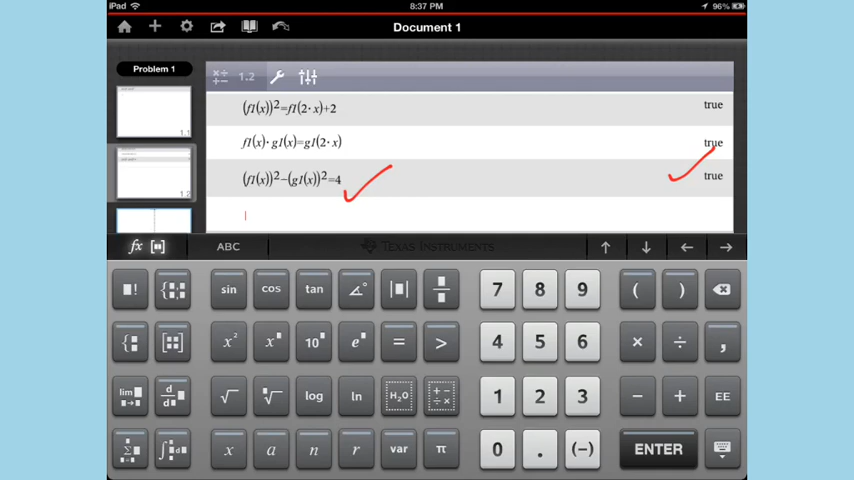 iPad 8:37 PM 96%
Document 1
Problem 1
1.2
1.1
1.2
(f1(x))²=f1(2·x)+2 true
f1(x)·g1(x)=g1(2·x) true
(f1(x))²−(g1(x))²=4 true
fx ABC TEXAS INSTRUMENTS ↑ ↓ ← →
! sin cos tan 7 8 9 ( )
x² x 10 e = > 4 5 6 × ÷ ,
lim d/d √ √ log ln H₂O +−÷× 1 2 3 − + EE
Σ ∫ d x a n r var π 0 . (−) ENTER